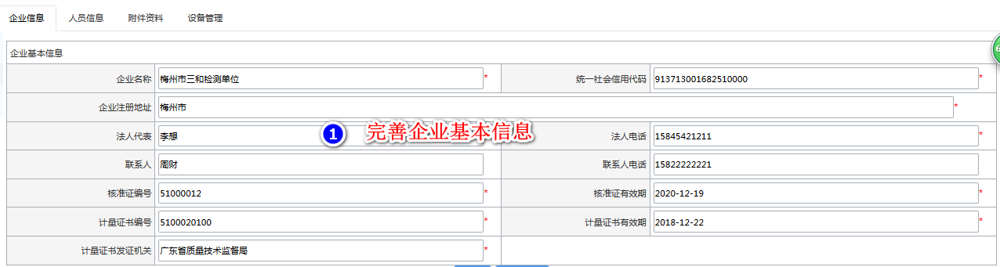 企业信息 人员信息 附件资料 设备管理
企业基本信息
企业名称 梅州市三和检测单位 * 统一社会信用代码 913713001682510000 *
企业注册地址 梅州市 *
法人代表 李想 1 完善企业基本信息 法人电话 15845421211 *
联系人 周财 联系人电话 15822222221
核准证编号 51000012 * 核准证有效期 2020-12-19 *
计量证书编号 5100020100 * 计量证书有效期 2018-12-22 *
计量证书发证机关 广东省质量技术监督局 *